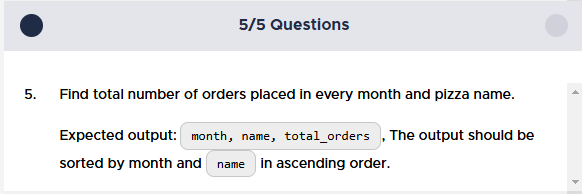 5/5 Questions
5. Find total number of orders placed in every month and pizza name.
Expected output: month, name, total_orders , The output should be
sorted by month and name in ascending order.